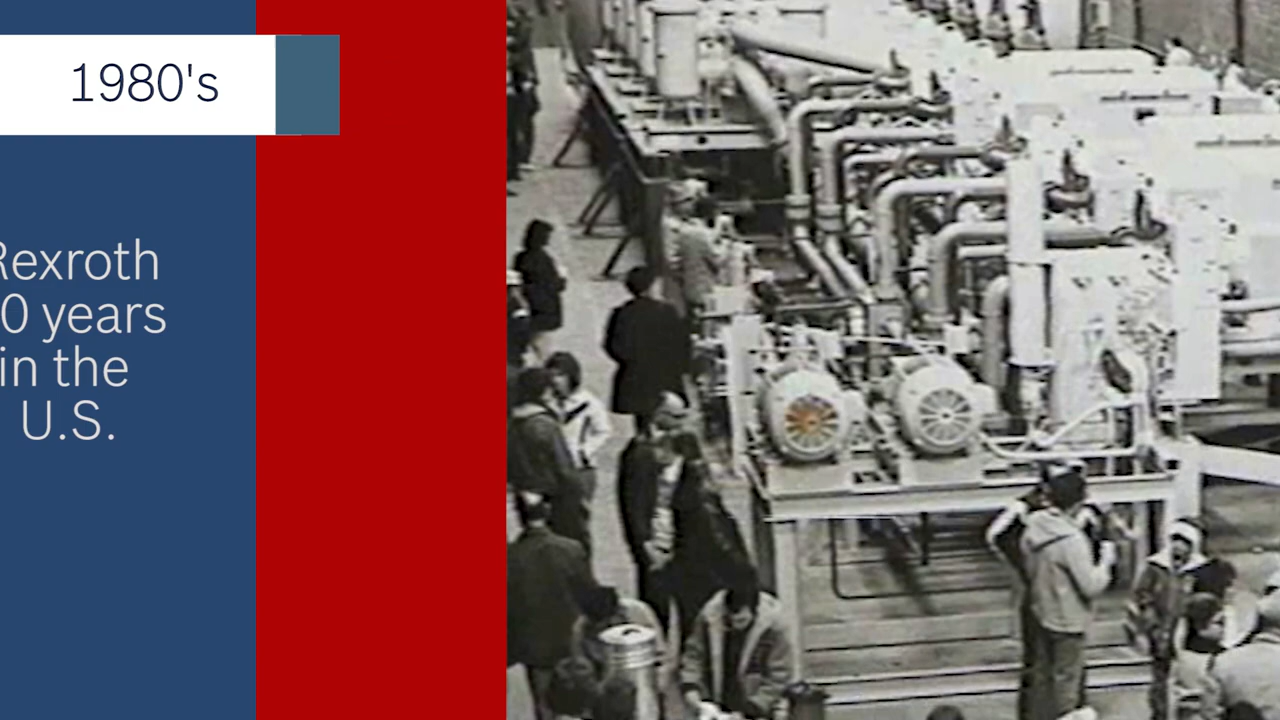 1980's
Rexroth
0 years
in the
U.S.